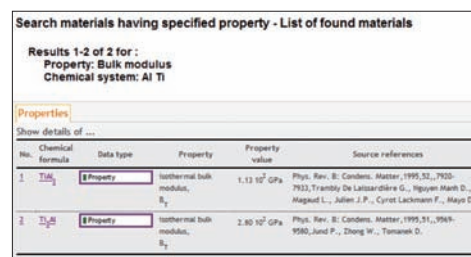 Search materials having specified property - List of found materials
Results 1-2 of 2 for :
Property: Bulk modulus
Chemical system: Al Ti
Properties
Show details of ...
No. Chemical formula Data type Property Property value Source references
1 TiAl₃ Property Isothermal bulk modulus, B_T 1.13 10² GPa Phys. Rev. B: Condens. Matter,1995,52,,7920-7933,Trambly De Laissardière G., Nguyen Manh D., Magaud L., Julien J.P., Cyrot Lackmann F., Mayo D
2 Ti₃Al Property Isothermal bulk modulus, B_T 2.80 10² GPa Phys. Rev. B: Condens. Matter,1995,51,,9569-9580,Jund P., Zhong W., Tomanek D.